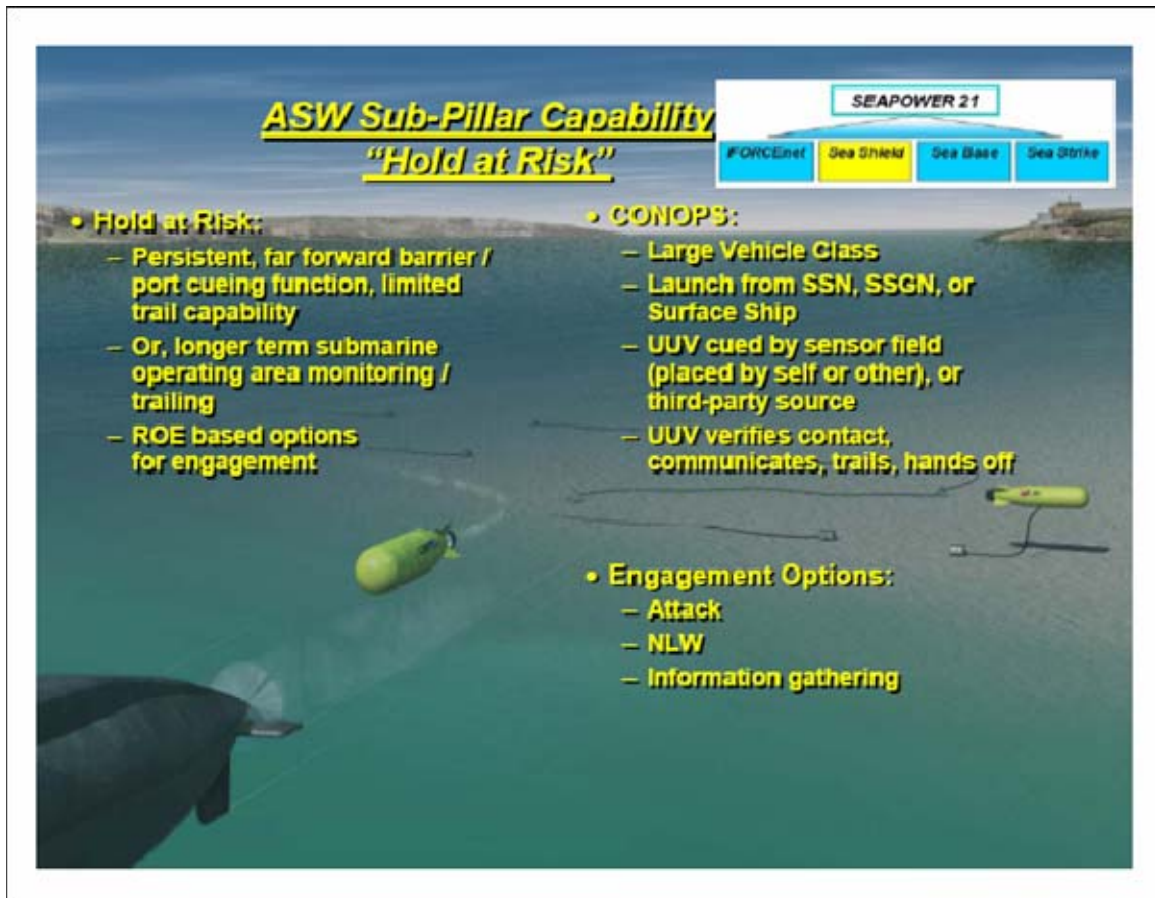 ASW Sub-Pillar Capability
“Hold at Risk”
SEAPOWER 21
FORCEnet
Sea Shield
Sea Base
Sea Strike
• Hold at Risk:
– Persistent, far forward barrier /
port cueing function, limited
trail capability
– Or, longer term submarine
operating area monitoring /
trailing
– ROE based options
for engagement
• CONOPS:
– Large Vehicle Class
– Launch from SSN, SSGN, or
Surface Ship
– UUV cued by sensor field
(placed by self or other), or
third-party source
– UUV verifies contact,
communicates, trails, hands off
• Engagement Options:
– Attack
– NLW
– Information gathering